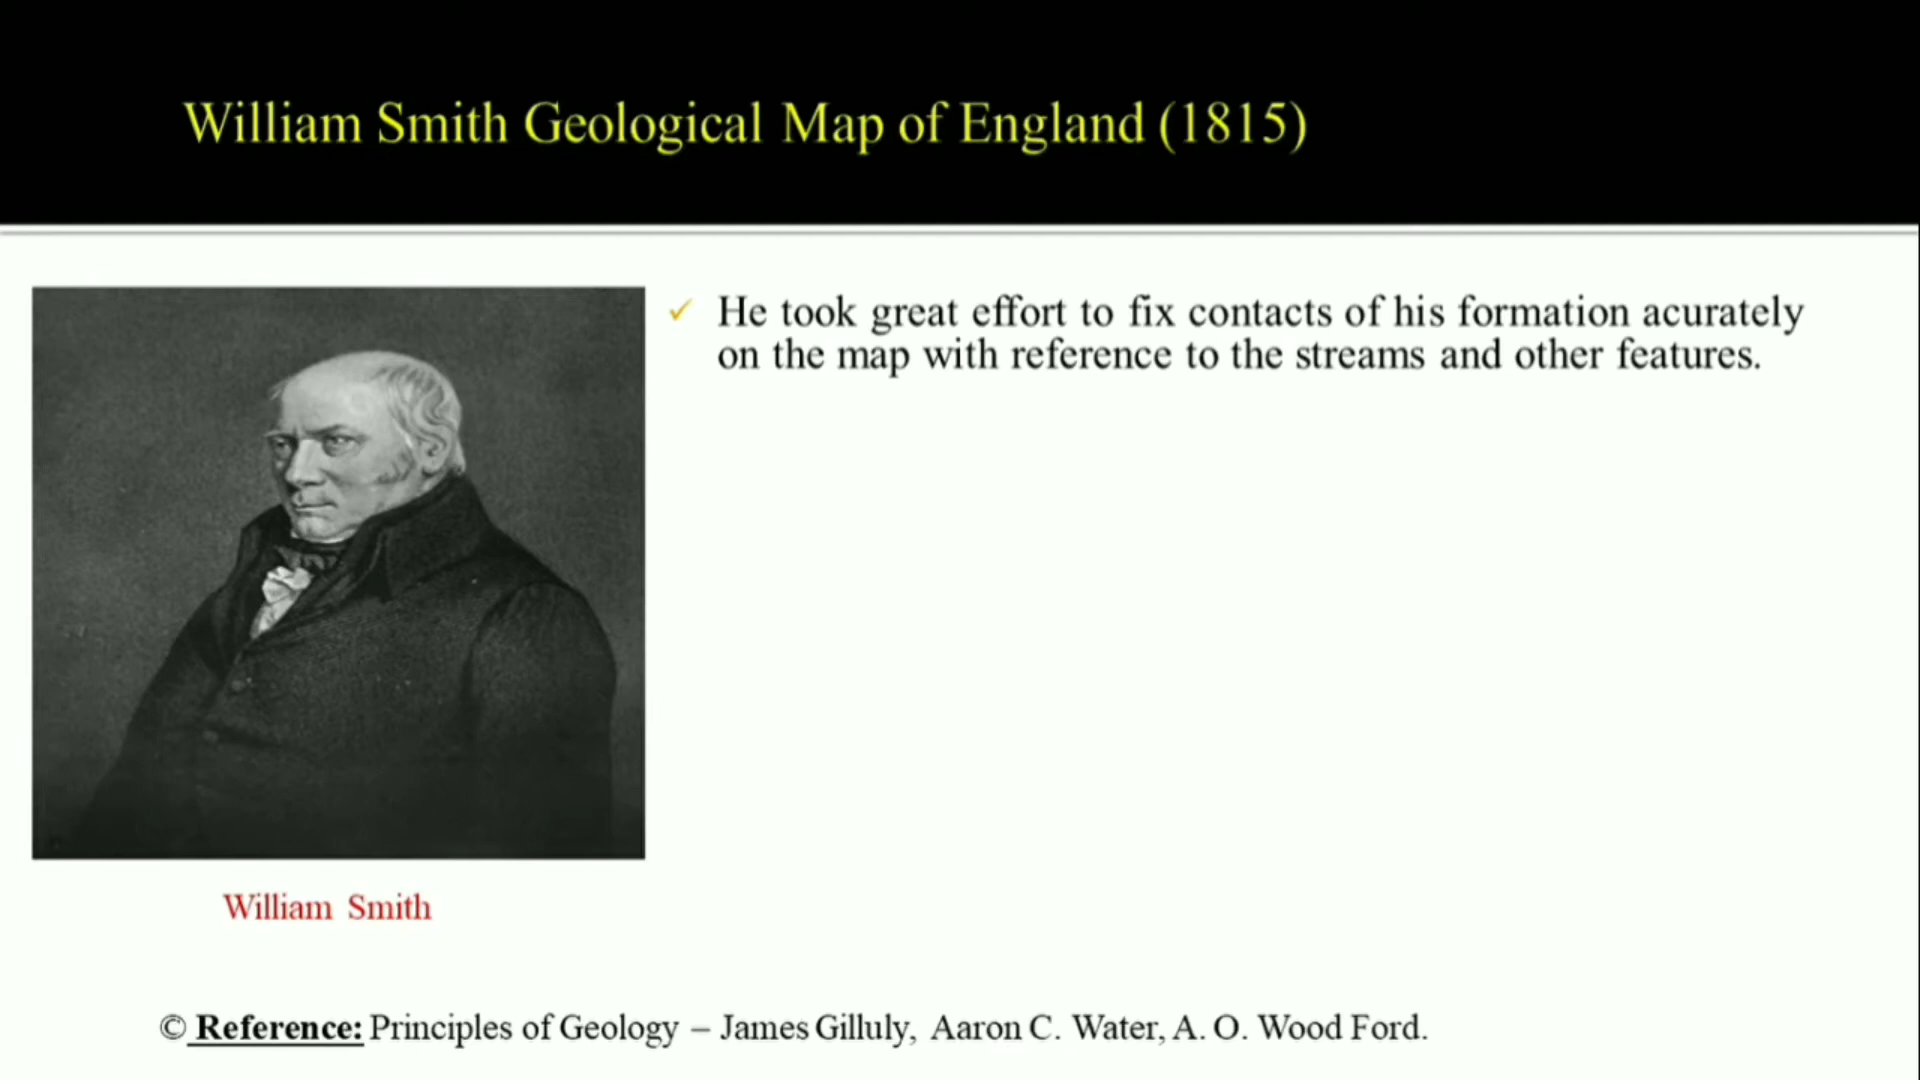 William Smith Geological Map of England (1815)
✓ He took great effort to fix contacts of his formation acurately
on the map with reference to the streams and other features.
William Smith
© Reference: Principles of Geology – James Gilluly, Aaron C. Water, A. O. Wood Ford.